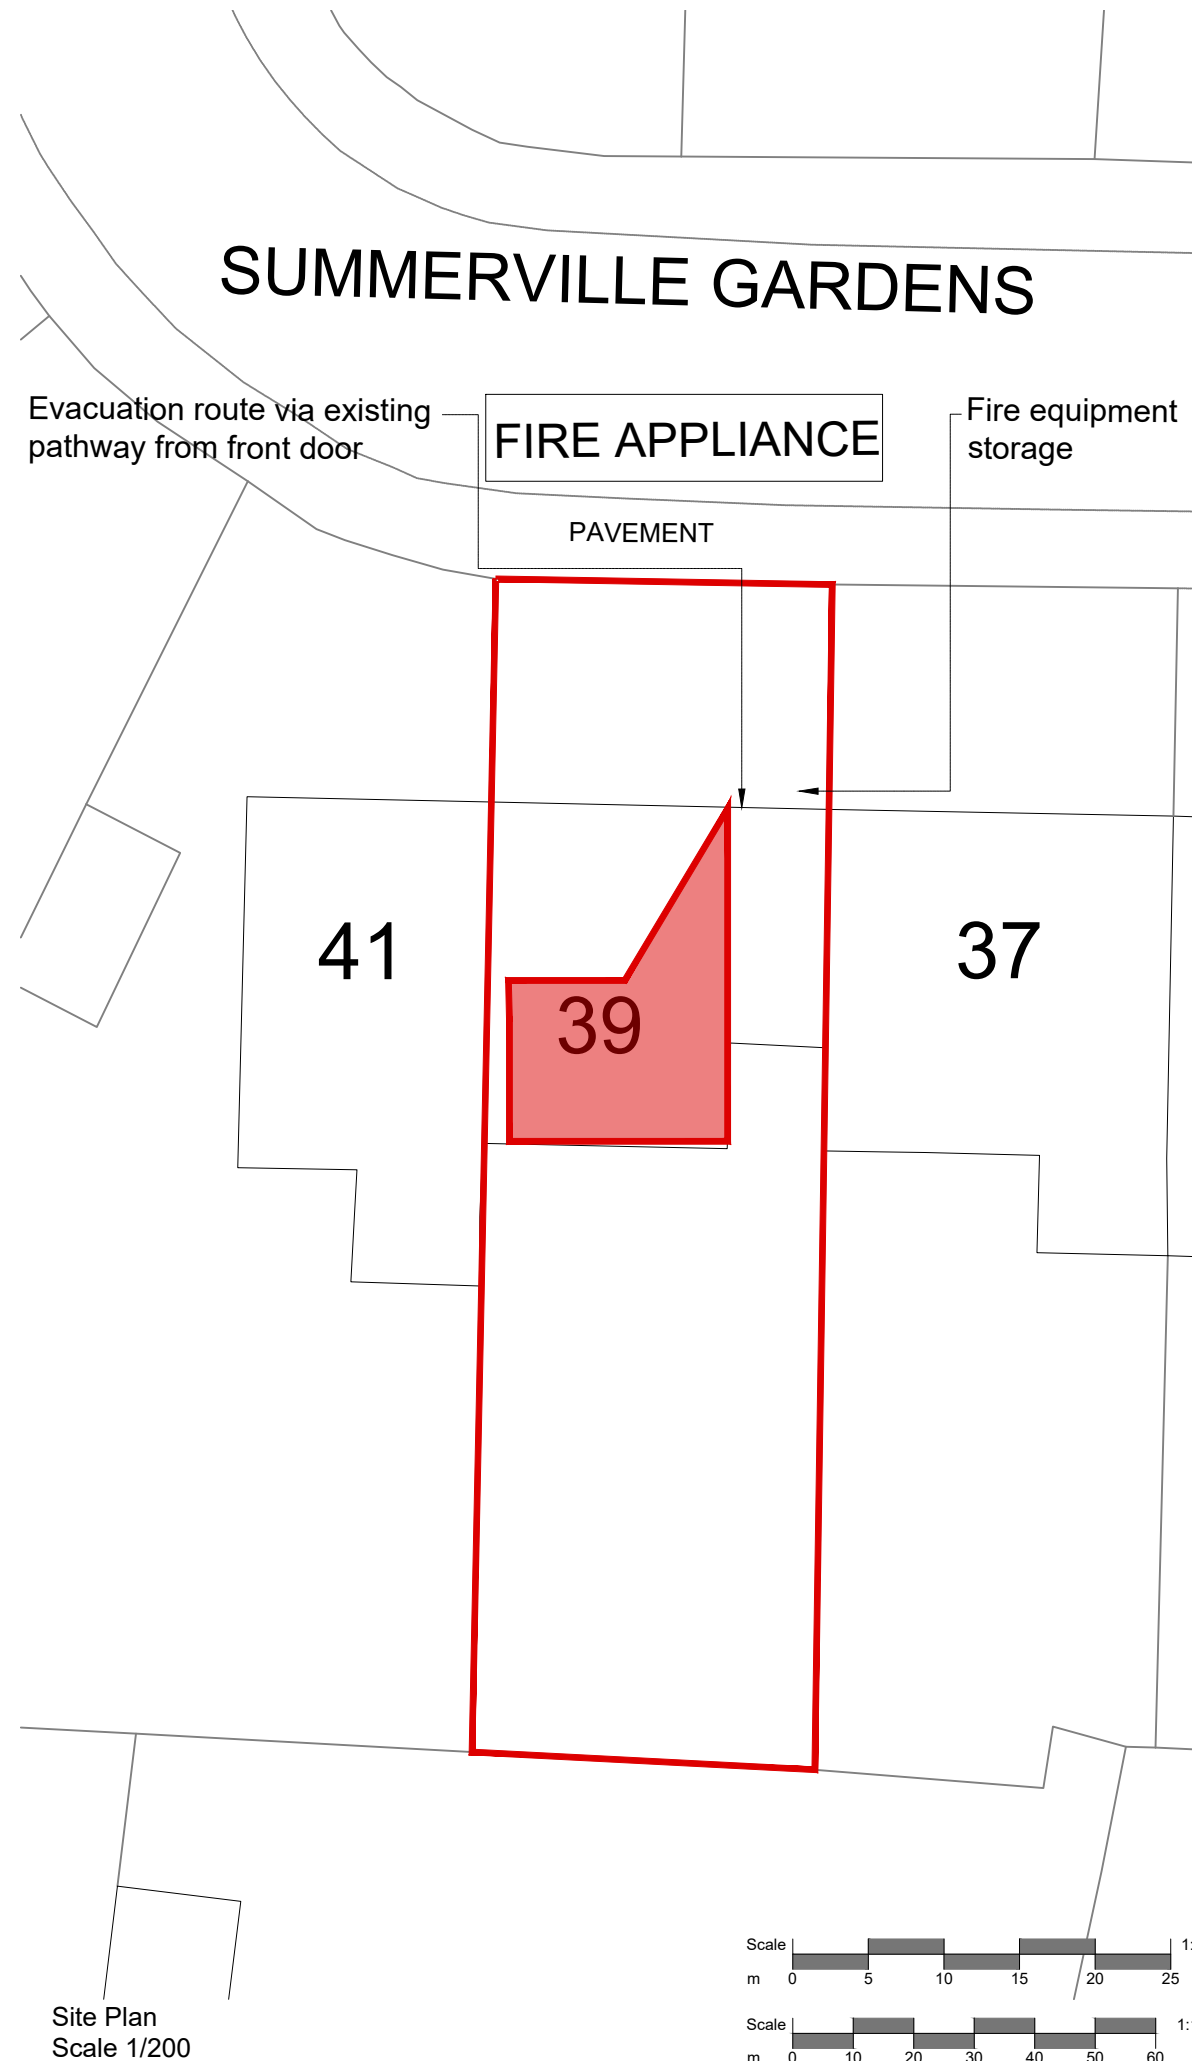 SUMMERVILLE GARDENS
Evacuation route via existing
pathway from front door
FIRE APPLIANCE
Fire equipment
storage
PAVEMENT
41
39
37
Scale
m 0 5 10 15 20 25
Scale
m 0 10 20 30 40 50 60
Site Plan
Scale 1/200